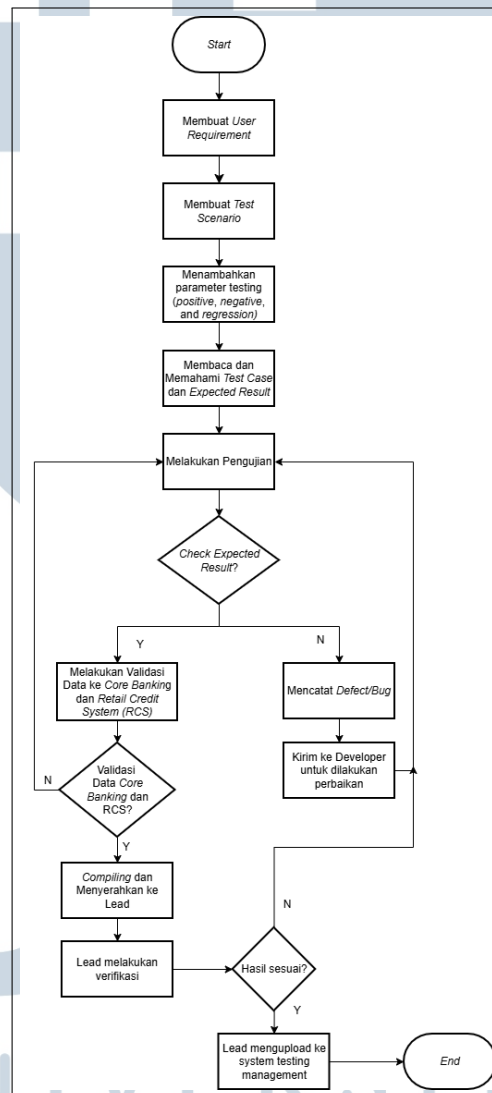 Start
Membuat User
Requirement
Membuat Test
Scenario
Menambahkan
parameter testing
(positive, negative,
and regression)
Membaca dan
Memahami Test Case
dan Expected Result
Melakukan Pengujian
Check Expected
Result?
Y
N
Melakukan Validasi
Data ke Core Banking
dan Retail Credit
System (RCS)
Mencatat Defect/Bug
Kirim ke Developer
untuk dilakukan
perbaikan
Validasi
Data Core
Banking dan
RCS?
N
Y
Compiling dan
Menyerahkan ke
Lead
N
Lead melakukan
verifikasi
Hasil sesuai?
Y
Lead mengupload ke
system testing
management
End